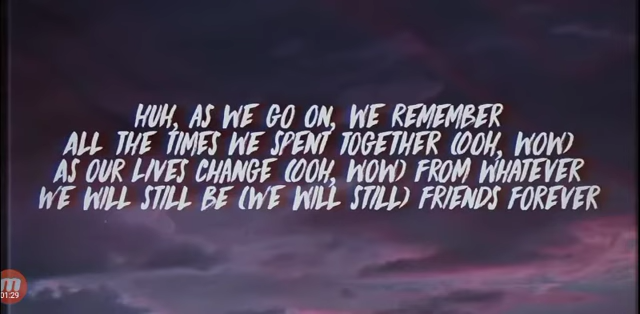 HUH, AS WE GO ON, WE REMEMBER
ALL THE TIMES WE SPENT TOGETHER (OOH, WOW)
AS OUR LIVES CHANGE (OOH, WOW) FROM WHATEVER
WE WILL STILL BE (WE WILL STILL) FRIENDS FOREVER
m
01:29